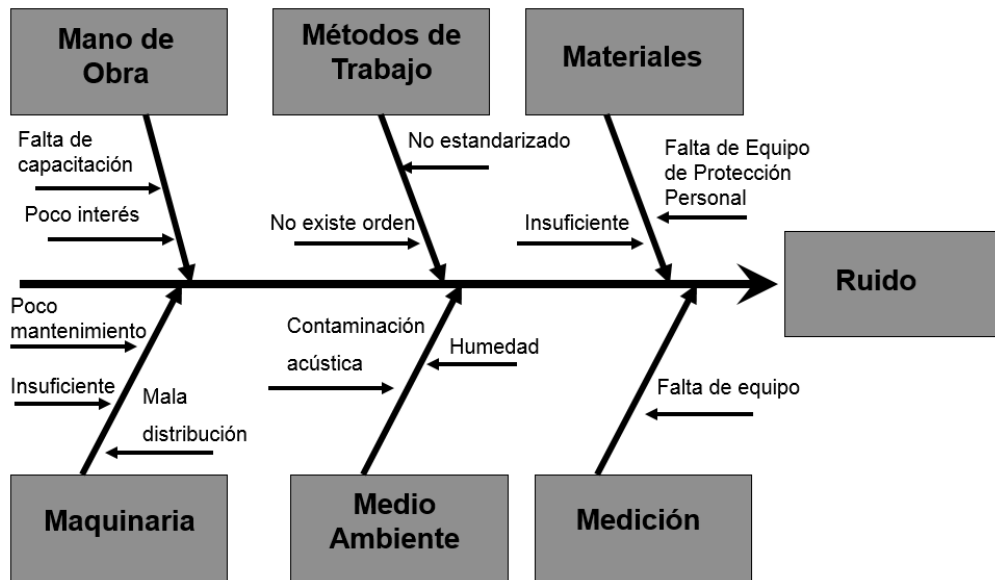 Mano de
Obra
Métodos de
Trabajo
Materiales
Falta de
capacitación
Poco interés
No estandarizado
No existe orden
Falta de Equipo
de Protección
Personal
Insuficiente
Ruido
Poco
mantenimiento
Insuficiente
Mala
distribución
Contaminación
acústica
Humedad
Falta de equipo
Maquinaria
Medio
Ambiente
Medición